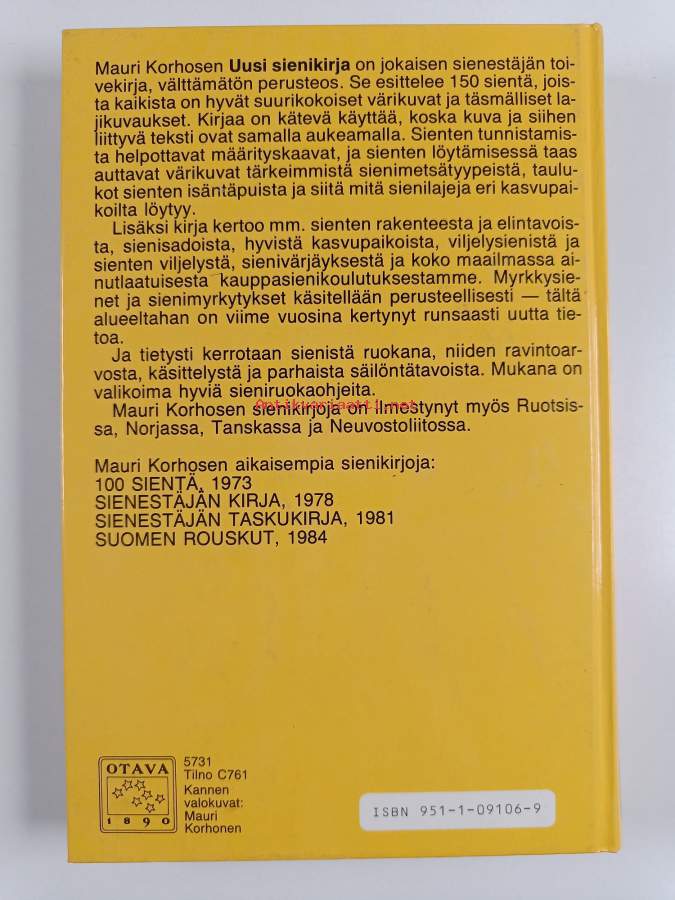 Mauri Korhosen Uusi sienikirja on jokaisen sienestäjän toi-
vekirja, välttämätön perusteos. Se esittelee 150 sientä, jois-
ta kaikista on hyvät suurikokoiset värikuvat ja täsmälliset la-
jikuvaukset. Kirjaa on kätevä käyttää, koska kuva ja siihen
liittyvä teksti ovat samalla aukeamalla. Sienten tunnistamis-
ta helpottavat määrityskaavat, ja sienten löytämisessä taas
auttavat värikuvat tärkeimmistä sienimetsätyypeistä, taulu-
kot sienten isäntäpuista ja siitä mitä sienilajeja eri kasvupai-
koilta löytyy.
Lisäksi kirja kertoo mm. sienten rakenteesta ja elintavois-
ta, sienisadoista, hyvistä kasvupaikoista, viljelysienistä ja
sienten viljelystä, sienivärjäyksestä ja koko maailmassa ai-
nutlaatuisesta kauppasienikoulutuksestamme. Myrkkysie-
net ja sienimyrkytykset käsitellään perusteellisesti — tältä
alueeltahan on viime vuosina kertynyt runsaasti uutta tie-
toa.
Ja tietysti kerrotaan sienistä ruokana, niiden ravintoar-
vosta, käsittelystä ja parhaista säilöntätavoista. Mukana on
valikoima hyviä sieniruokaohjeita.
Antikvariaatti.net
Mauri Korhosen sienikirjoja on ilmestynyt myös Ruotsis-
sa, Norjassa, Tanskassa ja Neuvostoliitossa.
Mauri Korhosen aikaisempia sienikirjoja:
100 SIENTÄ, 1973
SIENESTÄJÄN KIRJA, 1978
SIENESTÄJÄN TASKUKIRJA, 1981
SUOMEN ROUSKUT, 1984
OTAVA
1890
5731
Tilno C761
Kannen
valokuvat:
Mauri
Korhonen
ISBN 951-1-09106-9